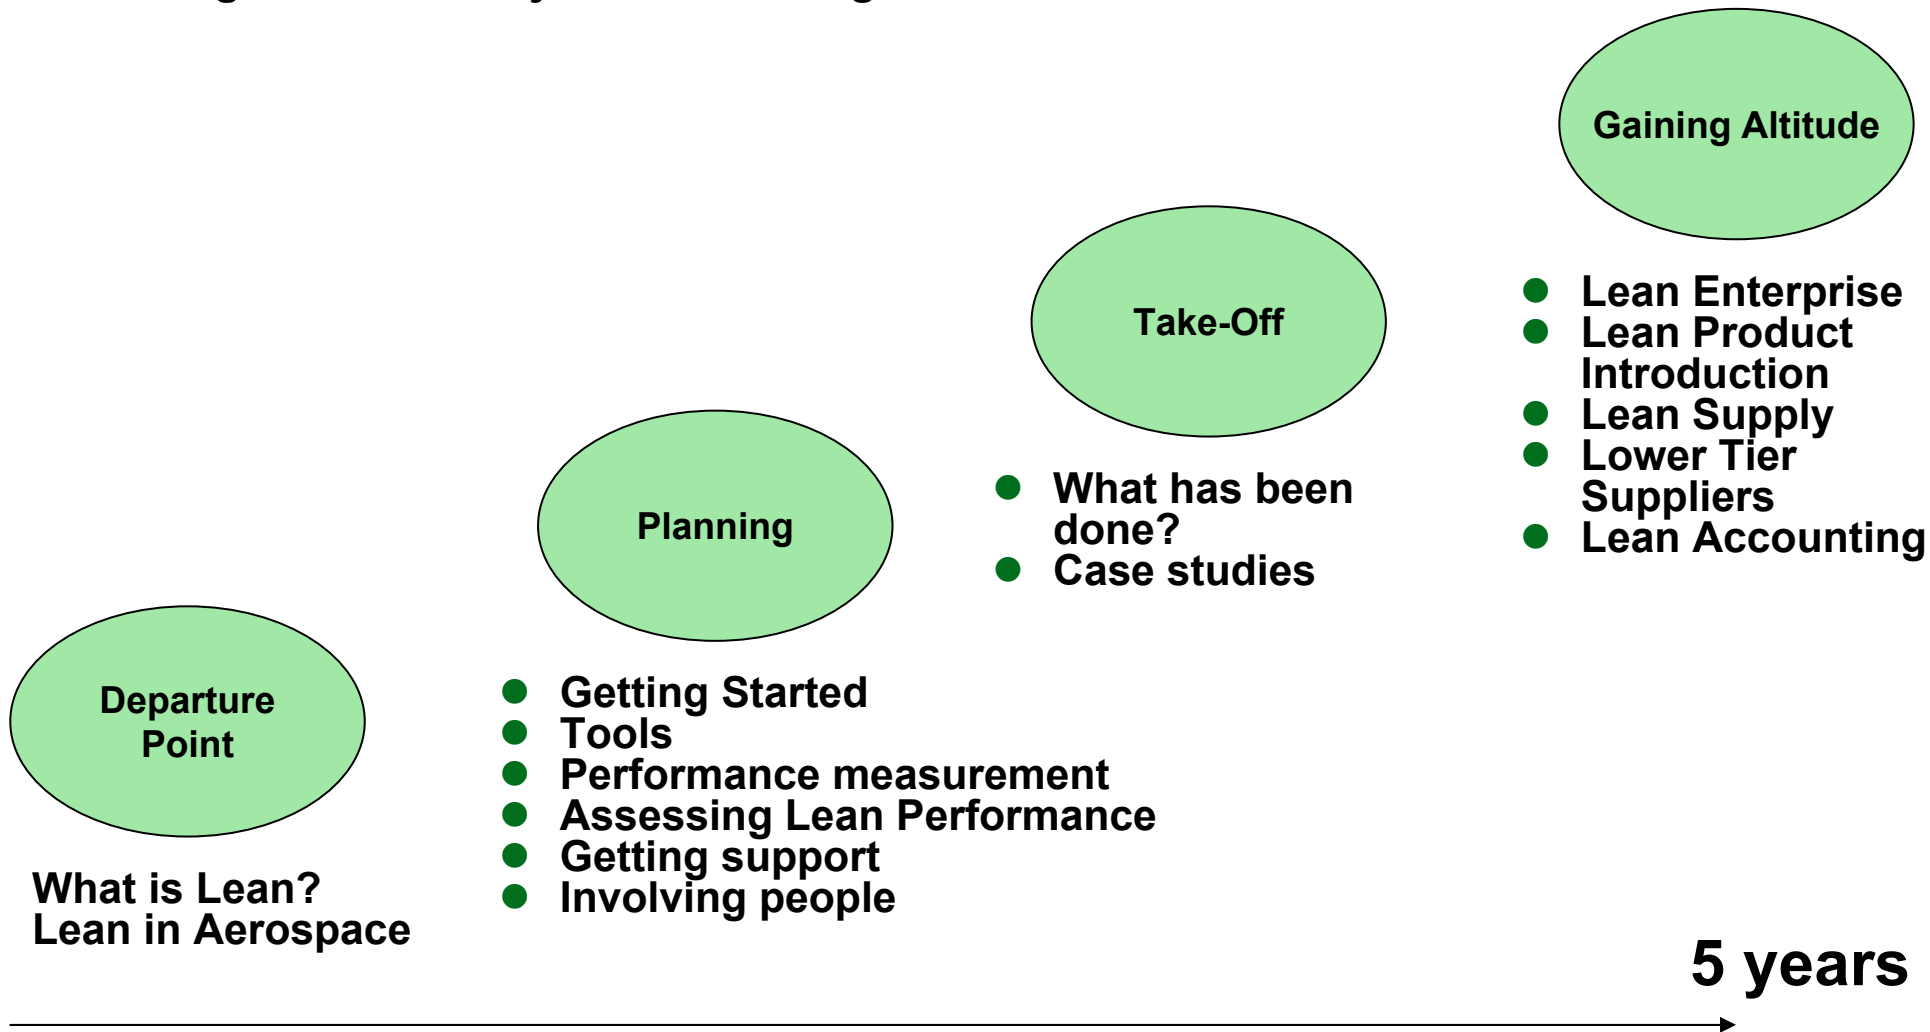 Departure
Point
What is Lean?
Lean in Aerospace
Planning
Getting Started
Tools
Performance measurement
Assessing Lean Performance
Getting support
Involving people
Take-Off
What has been
done?
Case studies
Gaining Altitude
Lean Enterprise
Lean Product
Introduction
Lean Supply
Lower Tier
Suppliers
Lean Accounting
5 years